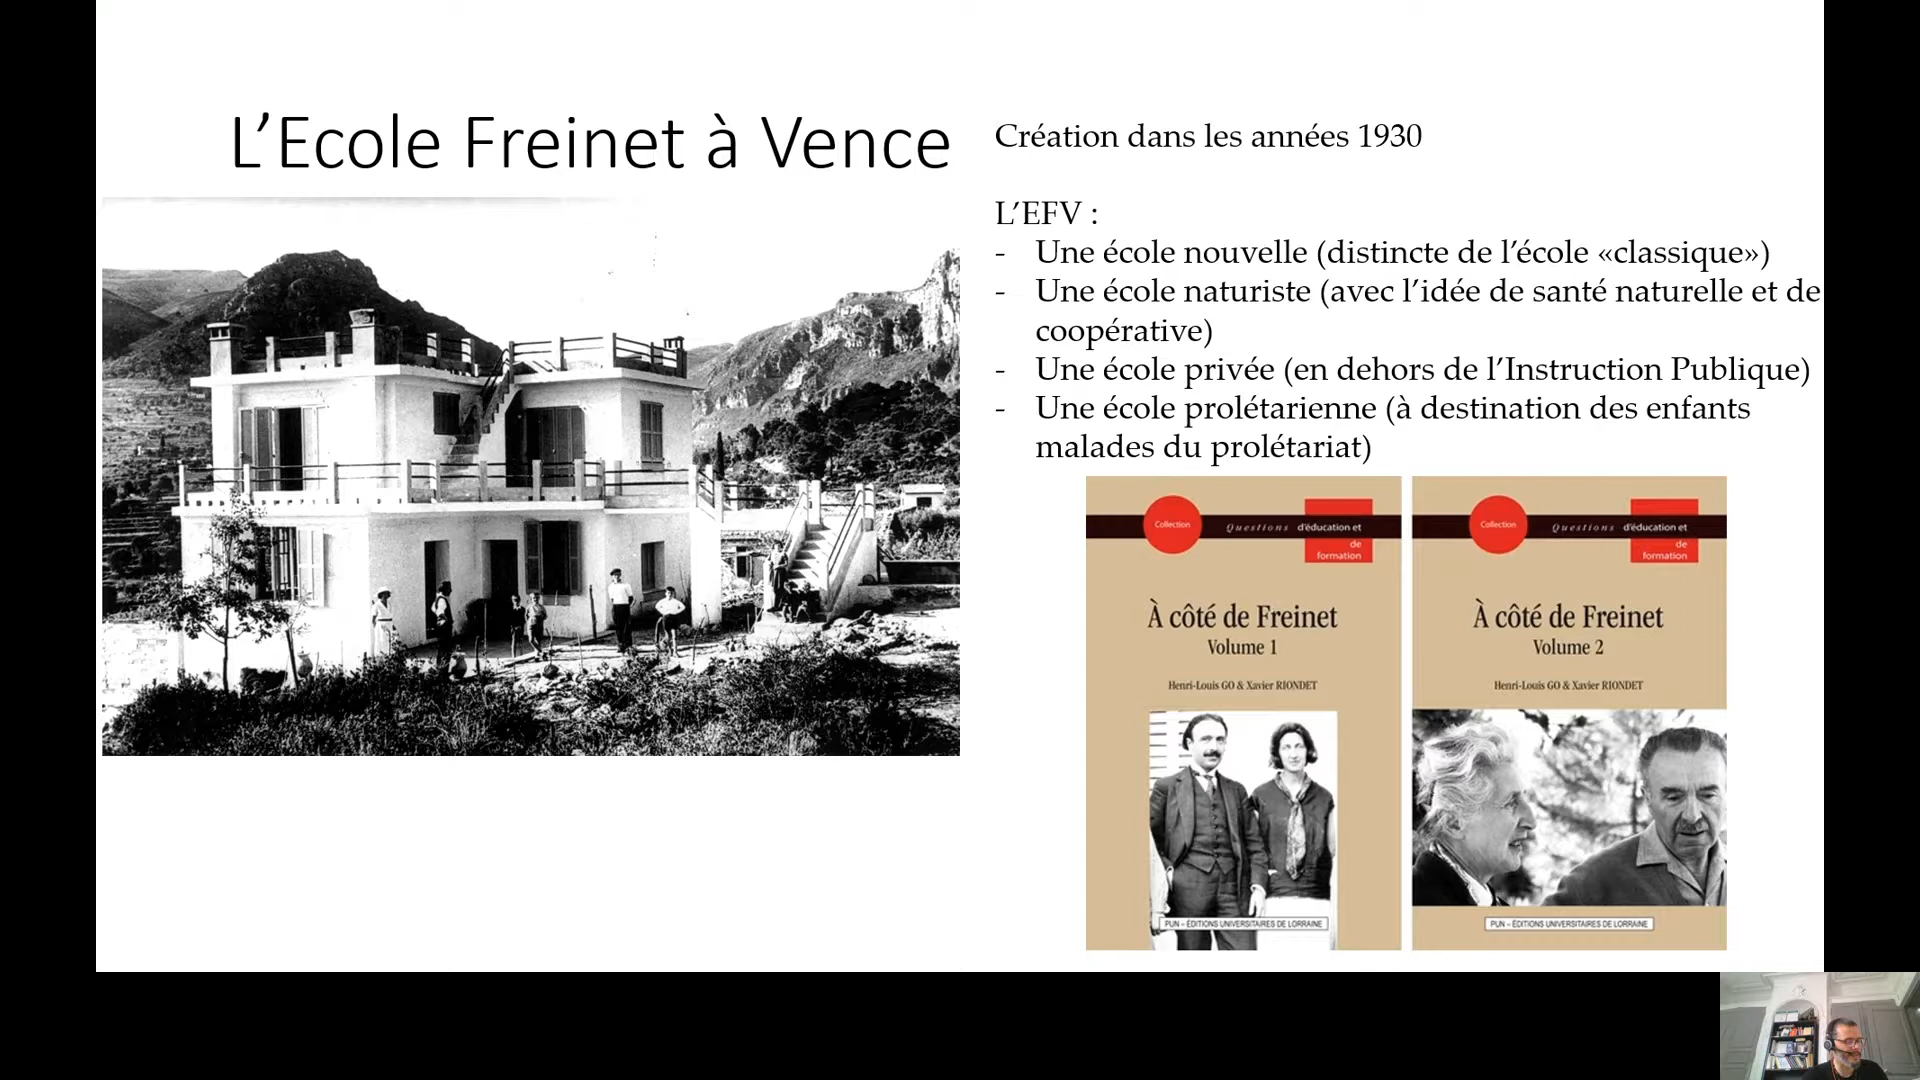 L’Ecole Freinet à Vence
Création dans les années 1930
L’EFV :
- Une école nouvelle (distincte de l’école «classique»)
- Une école naturiste (avec l’idée de santé naturelle et de
coopérative)
- Une école privée (en dehors de l’Instruction Publique)
- Une école prolétarienne (à destination des enfants
malades du prolétariat)
Collection
Questions d’éducation et
de
formation
À côté de Freinet
Volume 1
Henri-Louis GO & Xavier RIONDET
PUN – ÉDITIONS UNIVERSITAIRES DE LORRAINE
Collection
Questions d’éducation et
de
formation
À côté de Freinet
Volume 2
Henri-Louis GO & Xavier RIONDET
PUN – ÉDITIONS UNIVERSITAIRES DE LORRAINE